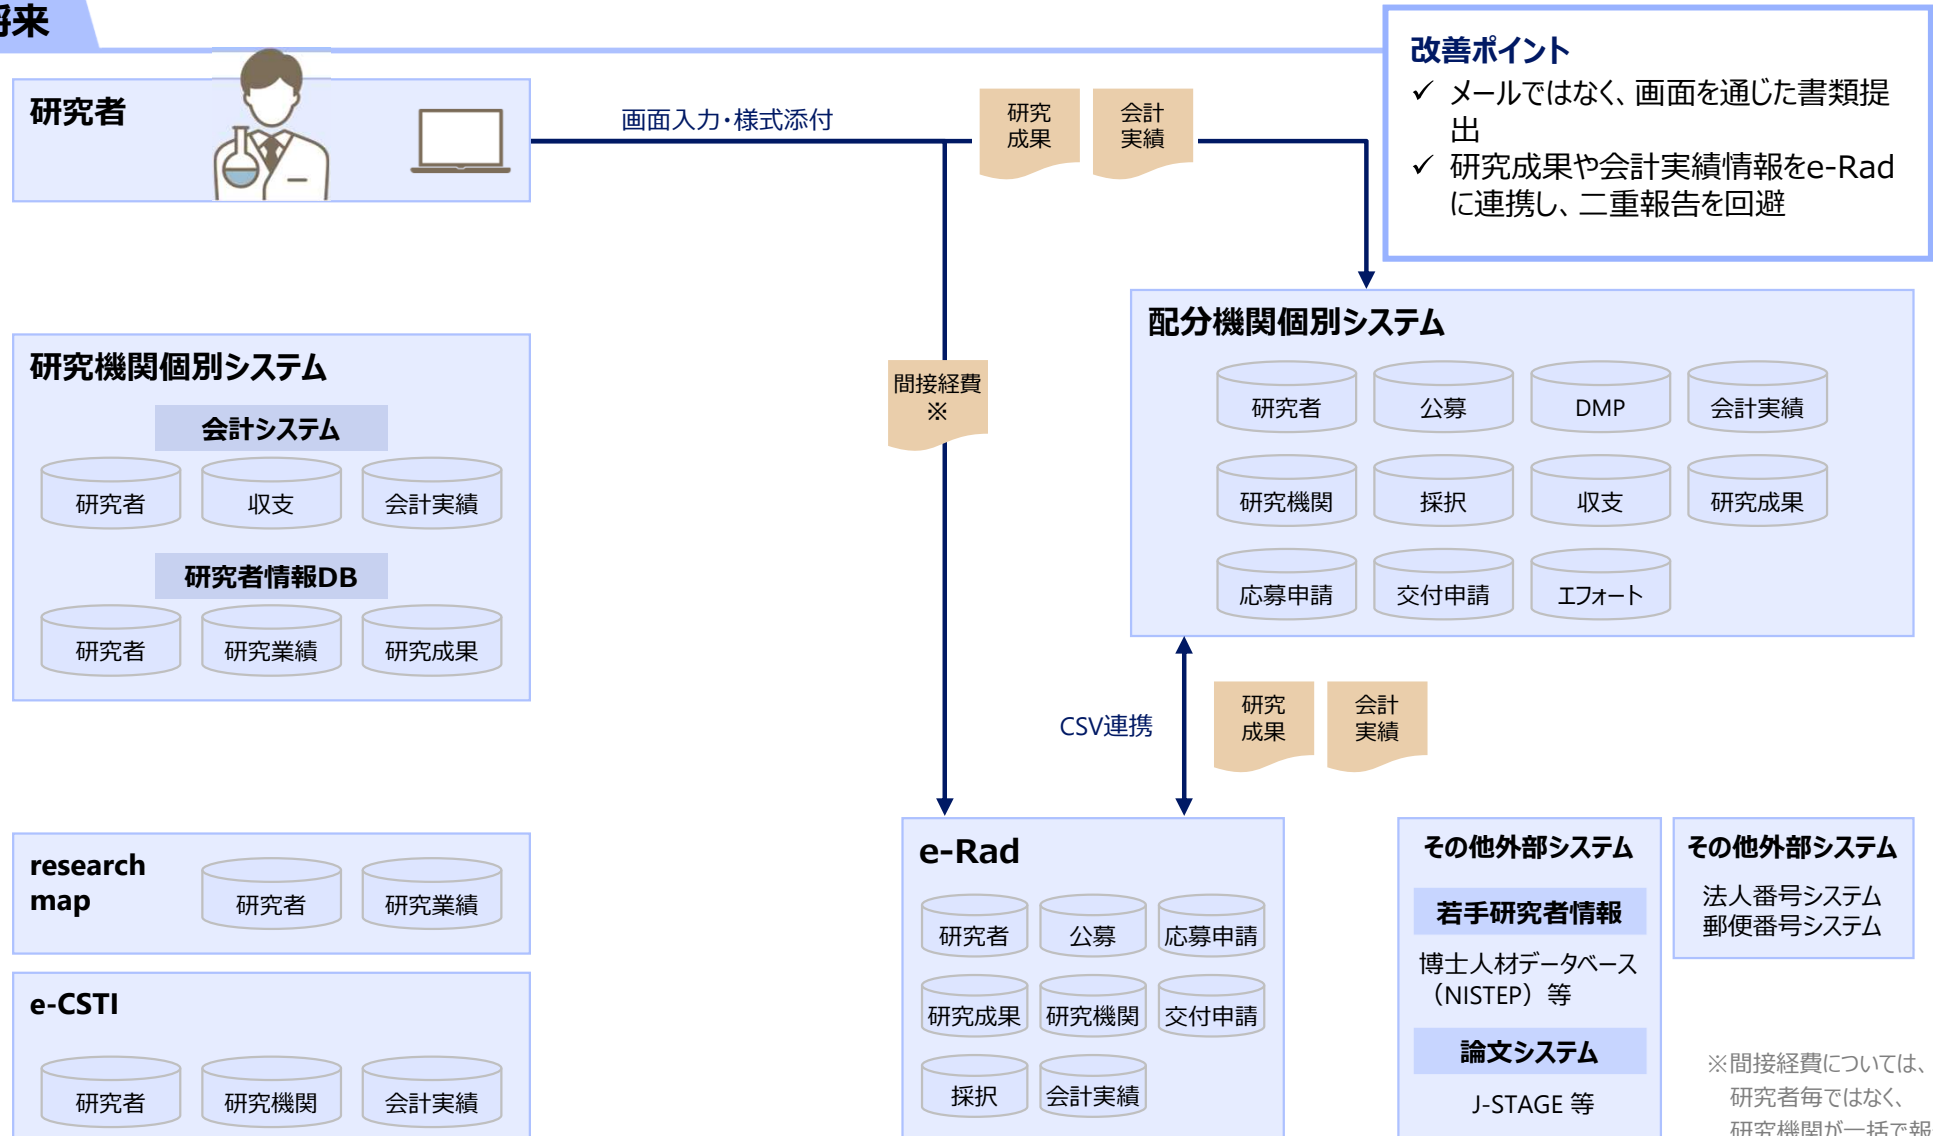 将来
研究者
画面入力・様式添付
研究
成果
会計
実績
改善ポイント
✓ メールではなく、画面を通じた書類提
出
✓ 研究成果や会計実績情報をe-Rad
に連携し、二重報告を回避
研究機関個別システム
会計システム
研究者
収支
会計実績
研究者情報DB
研究者
研究業績
研究成果
間接経費
※
配分機関個別システム
研究者
公募
DMP
会計実績
研究機関
採択
収支
研究成果
応募申請
交付申請
エフォート
CSV連携
研究
成果
会計
実績
research
map
研究者
研究業績
e-CSTI
研究者
研究機関
会計実績
e-Rad
研究者
公募
応募申請
研究成果
研究機関
交付申請
採択
会計実績
その他外部システム
若手研究者情報
博士人材データベース
（NISTEP）等
論文システム
J-STAGE 等
その他外部システム
法人番号システム
郵便番号システム
※間接経費については、
研究者毎ではなく、
研究機関が一括で報